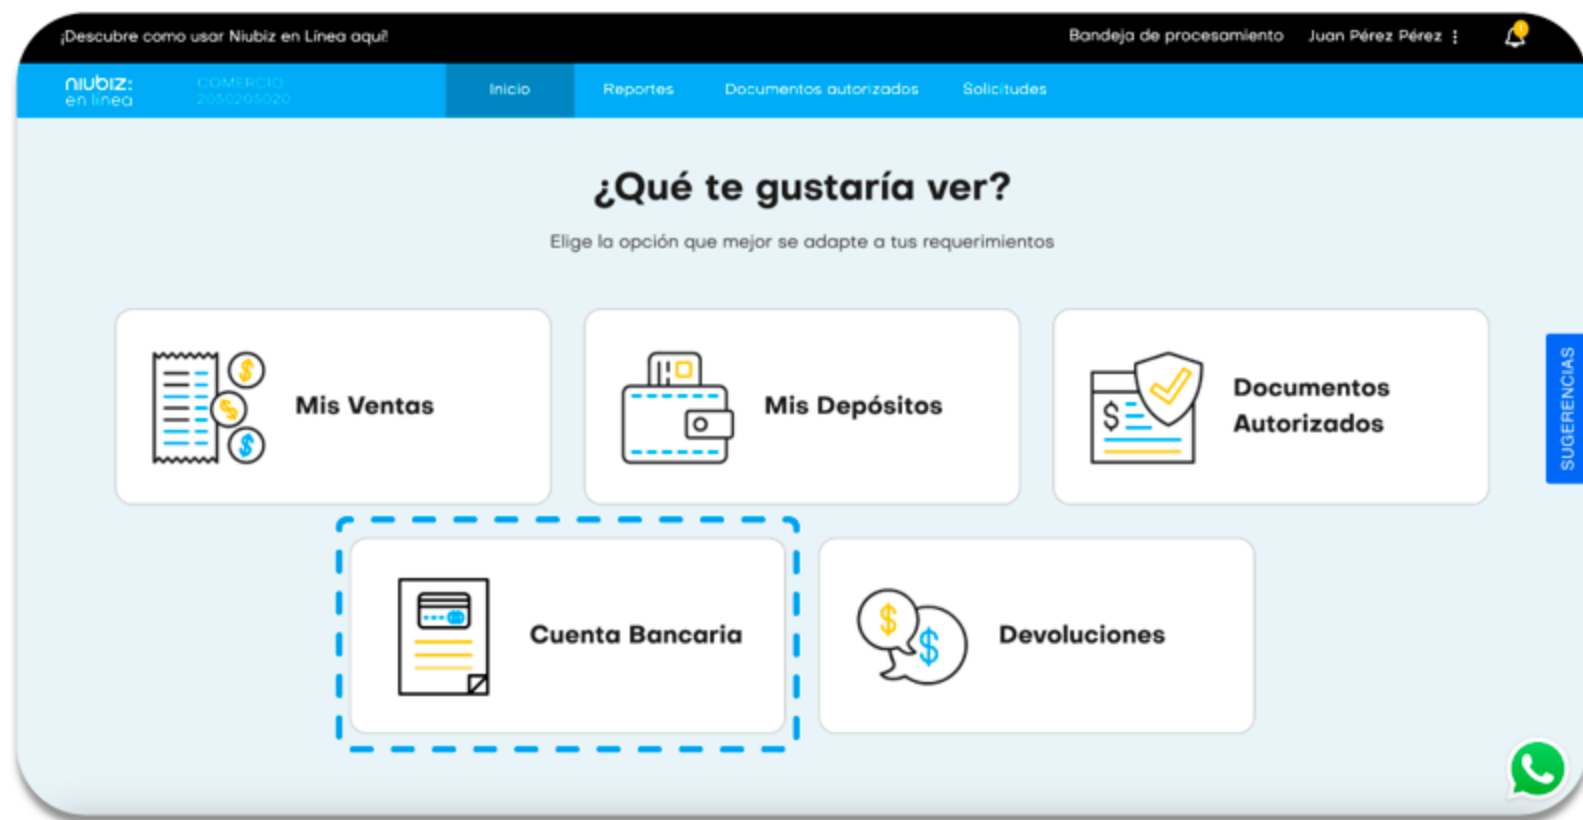 ¡Descubre como usar Niubiz en Línea aquí!
Bandeja de procesamiento
Juan Pérez Pérez
niubiz:
en línea
COMERCIO
2050205020
Inicio
Reportes
Documentos autorizados
Solicitudes
¿Qué te gustaría ver?
Elige la opción que mejor se adapte a tus requerimientos
Mis Ventas
Mis Depósitos
Documentos
Autorizados
SUGERENCIAS
Cuenta Bancaria
Devoluciones